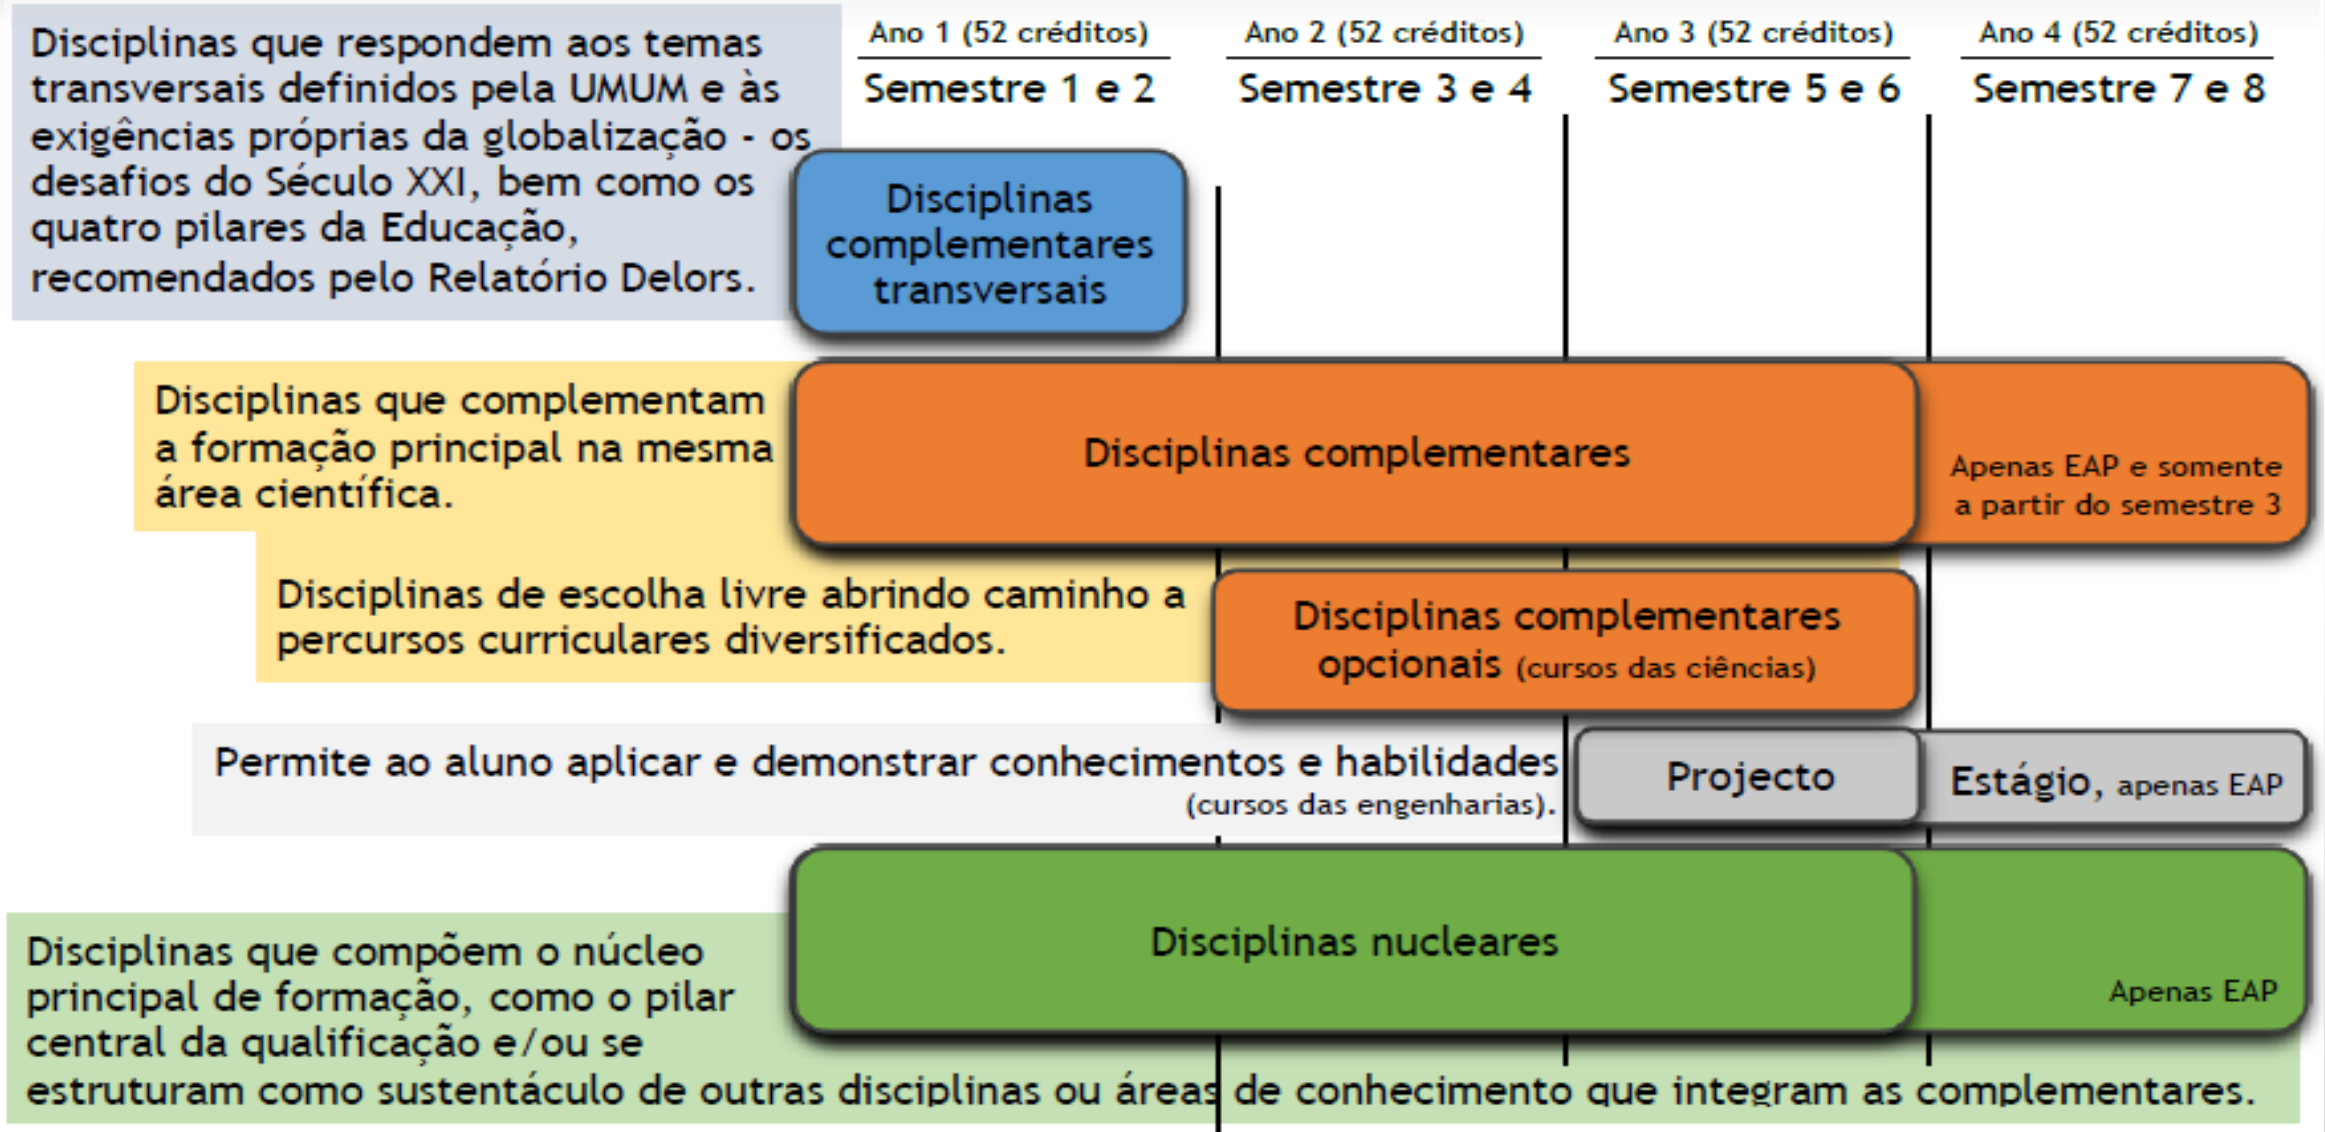 Ano 1 (52 créditos)
Semestre 1 e 2
Ano 2 (52 créditos)
Semestre 3 e 4
Ano 3 (52 créditos)
Semestre 5 e 6
Ano 4 (52 créditos)
Semestre 7 e 8
Disciplinas que respondem aos temas
transversais definidos pela UMUM e às
exigências próprias da globalização - os
desafios do Século XXI, bem como os
quatro pilares da Educação,
recomendados pelo Relatório Delors.
Disciplinas
complementares
transversais
Disciplinas que complementam
a formação principal na mesma
área científica.
Disciplinas complementares
Apenas EAP e somente
a partir do semestre 3
Disciplinas de escolha livre abrindo caminho a
percursos curriculares diversificados.
Disciplinas complementares
opcionais (cursos das ciências)
Permite ao aluno aplicar e demonstrar conhecimentos e habilidades
(cursos das engenharias).
Projecto
Estágio, apenas EAP
Disciplinas nucleares
Apenas EAP
Disciplinas que compõem o núcleo
principal de formação, como o pilar
central da qualificação e/ou se
estruturam como sustentáculo de outras disciplinas ou áreas de conhecimento que integram as complementares.